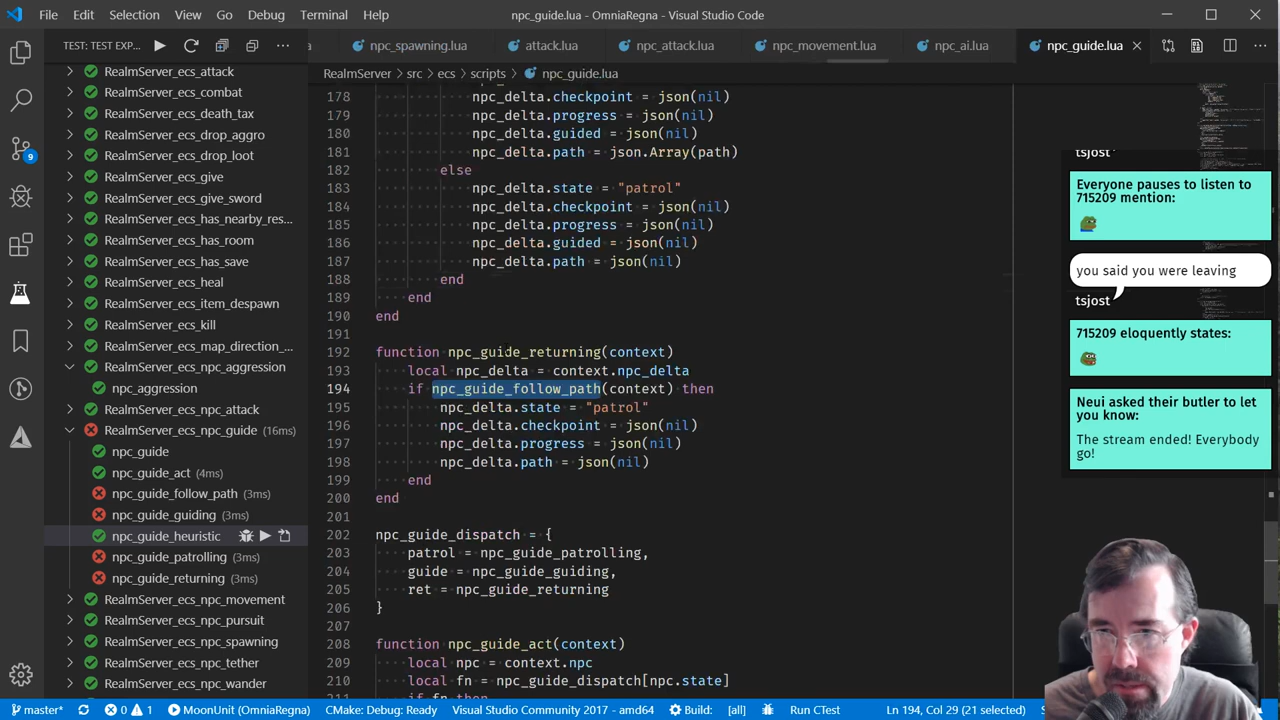 File Edit Selection View Go Debug Terminal Help
npc_guide.lua - OmniaRegna - Visual Studio Code
TEST: TEST EXP...
npc_spawning.lua attack.lua npc_attack.lua npc_movement.lua npc_ai.lua npc_guide.lua
RealmServer > src > ecs > scripts > npc_guide.lua
RealmServer_ecs_attack
RealmServer_ecs_combat
RealmServer_ecs_death_tax
RealmServer_ecs_drop_aggro
RealmServer_ecs_drop_loot
RealmServer_ecs_give
RealmServer_ecs_give_sword
RealmServer_ecs_has_nearby_res...
RealmServer_ecs_has_room
RealmServer_ecs_has_save
RealmServer_ecs_heal
RealmServer_ecs_item_despawn
RealmServer_ecs_kill
RealmServer_ecs_map_direction_...
RealmServer_ecs_npc_aggression
npc_aggression
RealmServer_ecs_npc_attack
RealmServer_ecs_npc_guide (16ms)
npc_guide
npc_guide_act (4ms)
npc_guide_follow_path (3ms)
npc_guide_guiding (3ms)
npc_guide_heuristic
npc_guide_patrolling (3ms)
npc_guide_returning (3ms)
RealmServer_ecs_npc_movement
RealmServer_ecs_npc_pursuit
RealmServer_ecs_npc_spawning
RealmServer_ecs_npc_tether
RealmServer_ecs_npc_wander
9
178 npc_delta.checkpoint = json(nil)
179 npc_delta.progress = json(nil)
180 npc_delta.guided = json(nil)
181 npc_delta.path = json.Array(path)
182 else
183 npc_delta.state = "patrol"
184 npc_delta.checkpoint = json(nil)
185 npc_delta.progress = json(nil)
186 npc_delta.guided = json(nil)
187 npc_delta.path = json(nil)
188 end
189 end
190 end
191
192 function npc_guide_returning(context)
193 local npc_delta = context.npc_delta
194 if npc_guide_follow_path(context) then
195 npc_delta.state = "patrol"
196 npc_delta.checkpoint = json(nil)
197 npc_delta.progress = json(nil)
198 npc_delta.path = json(nil)
199 end
200 end
201
202 npc_guide_dispatch = {
203 patrol = npc_guide_patrolling,
204 guide = npc_guide_guiding,
205 ret = npc_guide_returning
206 }
207
208 function npc_guide_act(context)
209 local npc = context.npc
210 local fn = npc_guide_dispatch[npc.state]
211 if fn then
tsjost
Everyone pauses to listen to
715209 mention:
you said you were leaving
tsjost
715209 eloquently states:
Neui asked their butler to let
you know:
The stream ended! Everybody
go!
master* 0 1 MoonUnit (OmniaRegna) CMake: Debug: Ready Visual Studio Community 2017 - amd64 Build: [all] Run CTest Ln 194, Col 29 (21 selected)